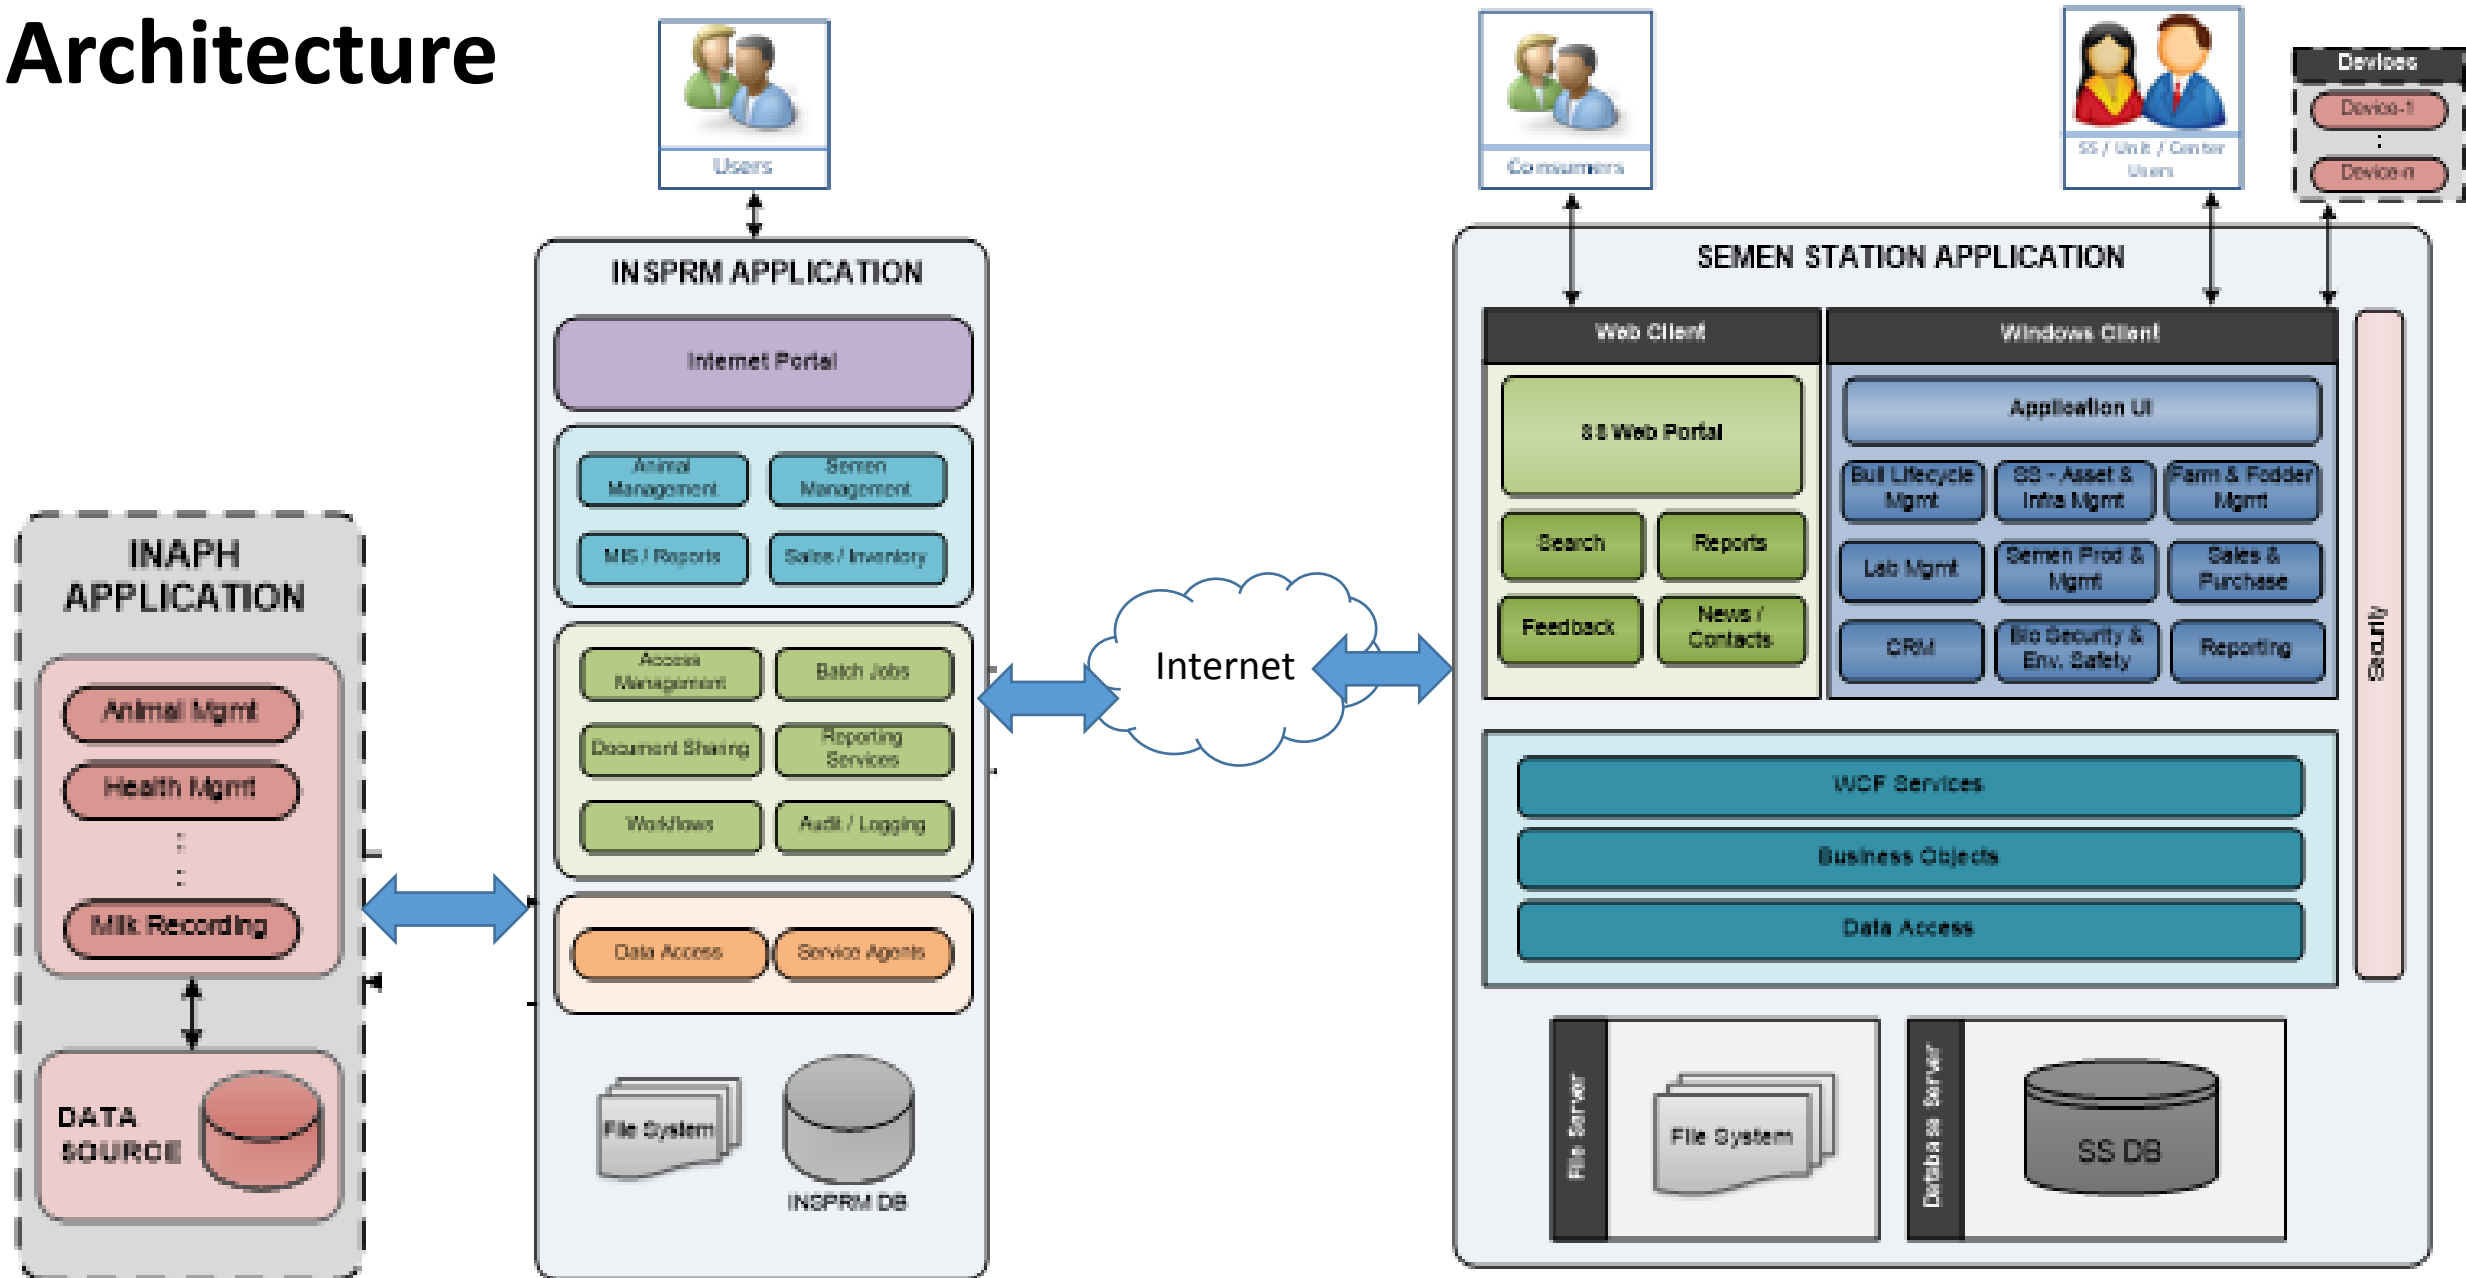 Architecture
Users
Consumers
SS / Unit / Center
Users
Devices
Device-1
:
Device-n
INSPRM APPLICATION
Internet Portal
Animal
Management
Semen
Management
MIS / Reports
Sales / Inventory
Access
Management
Batch Jobs
Document Sharing
Reporting
Services
Workflows
Audit / Logging
Data Access
Service Agents
File System
INSPRM DB
INAPH
APPLICATION
Animal Mgmt
Health Mgmt
:
:
Milk Recording
DATA
SOURCE
Internet
SEMEN STATION APPLICATION
Web Client
SS Web Portal
Search
Reports
Feedback
News /
Contacts
Windows Client
Application UI
Bull Lifecycle
Mgmt
SS - Asset &
Infra Mgmt
Farm & Fodder
Mgmt
Lab Mgmt
Semen Prod &
Mgmt
Sales &
Purchase
CRM
Bio Security &
Env. Safety
Reporting
Security
WCF Services
Business Objects
Data Access
File Server
File System
Database Server
SS DB